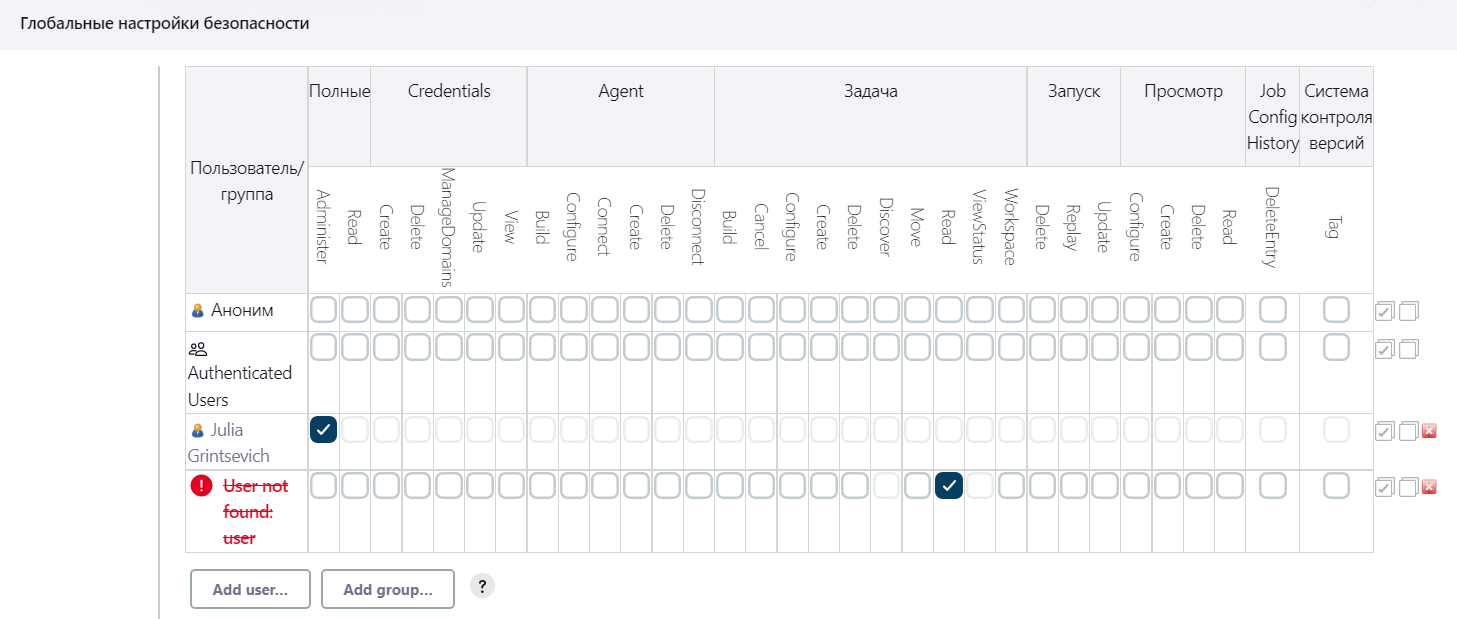 Глобальные настройки безопасности
Пользователь/
группа
Полные
Credentials
Agent
Задача
Запуск
Просмотр
Job
Config
History
Система
контроля
версий
Administer
Read
Create
Delete
ManageDomains
Update
View
Build
Configure
Connect
Create
Delete
Disconnect
Build
Cancel
Configure
Create
Delete
Discover
Move
Read
ViewStatus
Workspace
Delete
Replay
Update
Configure
Create
Delete
Read
DeleteEntry
Tag
Аноним
Authenticated
Users
Julia
Grintsevich
User not
found:
user
Add user...
Add group...
?